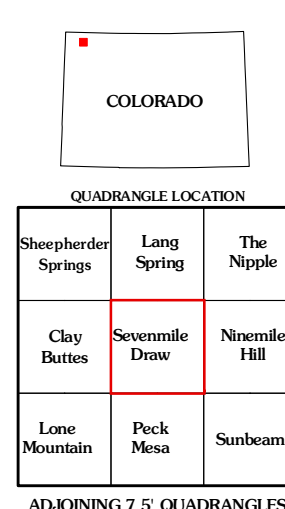 COLORADO
QUADRANGLE LOCATION
Sheepherder Springs
Lang Spring
The Nipple
Clay Buttes
Sevenmile Draw
Ninemile Hill
Lone Mountain
Peck Mesa
Sunbeam
ADJOINING 7.5' QUADRANGLES